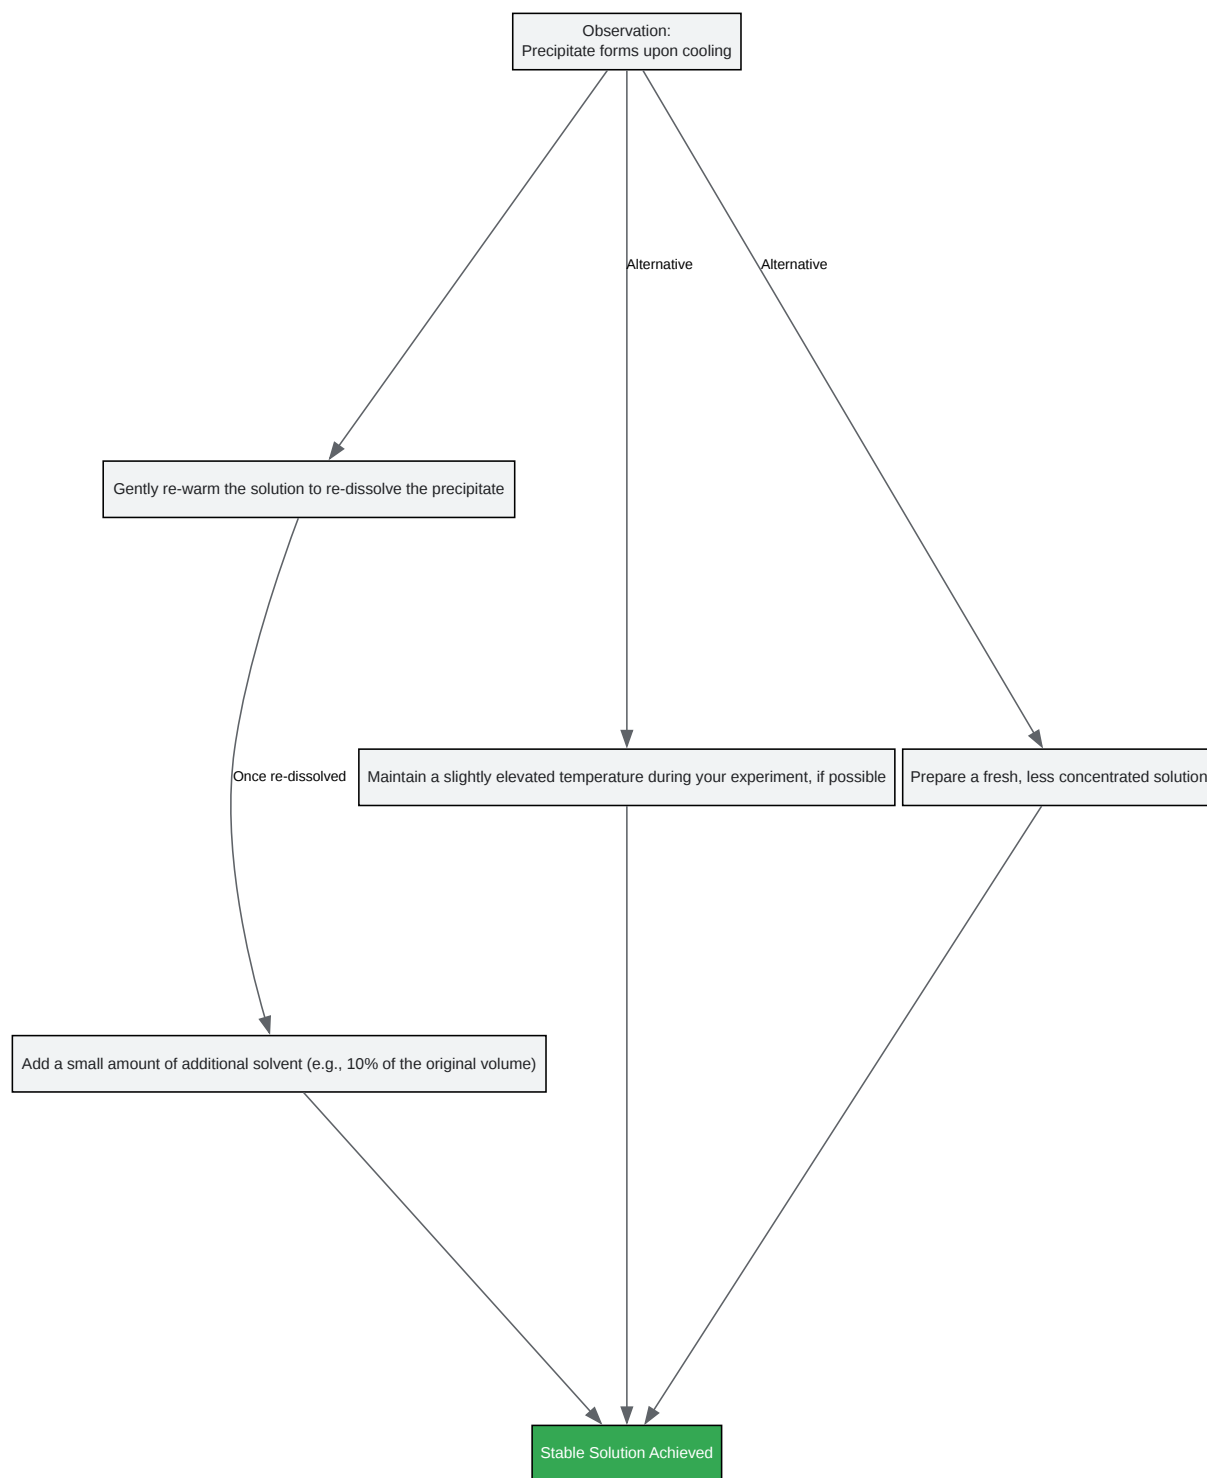 Observation:
Precipitate forms upon cooling
Alternative
Alternative
Gently re-warm the solution to re-dissolve the precipitate
Once re-dissolved
Maintain a slightly elevated temperature during your experiment, if possible
Prepare a fresh, less concentrated solution
Add a small amount of additional solvent (e.g., 10% of the original volume)
Stable Solution Achieved